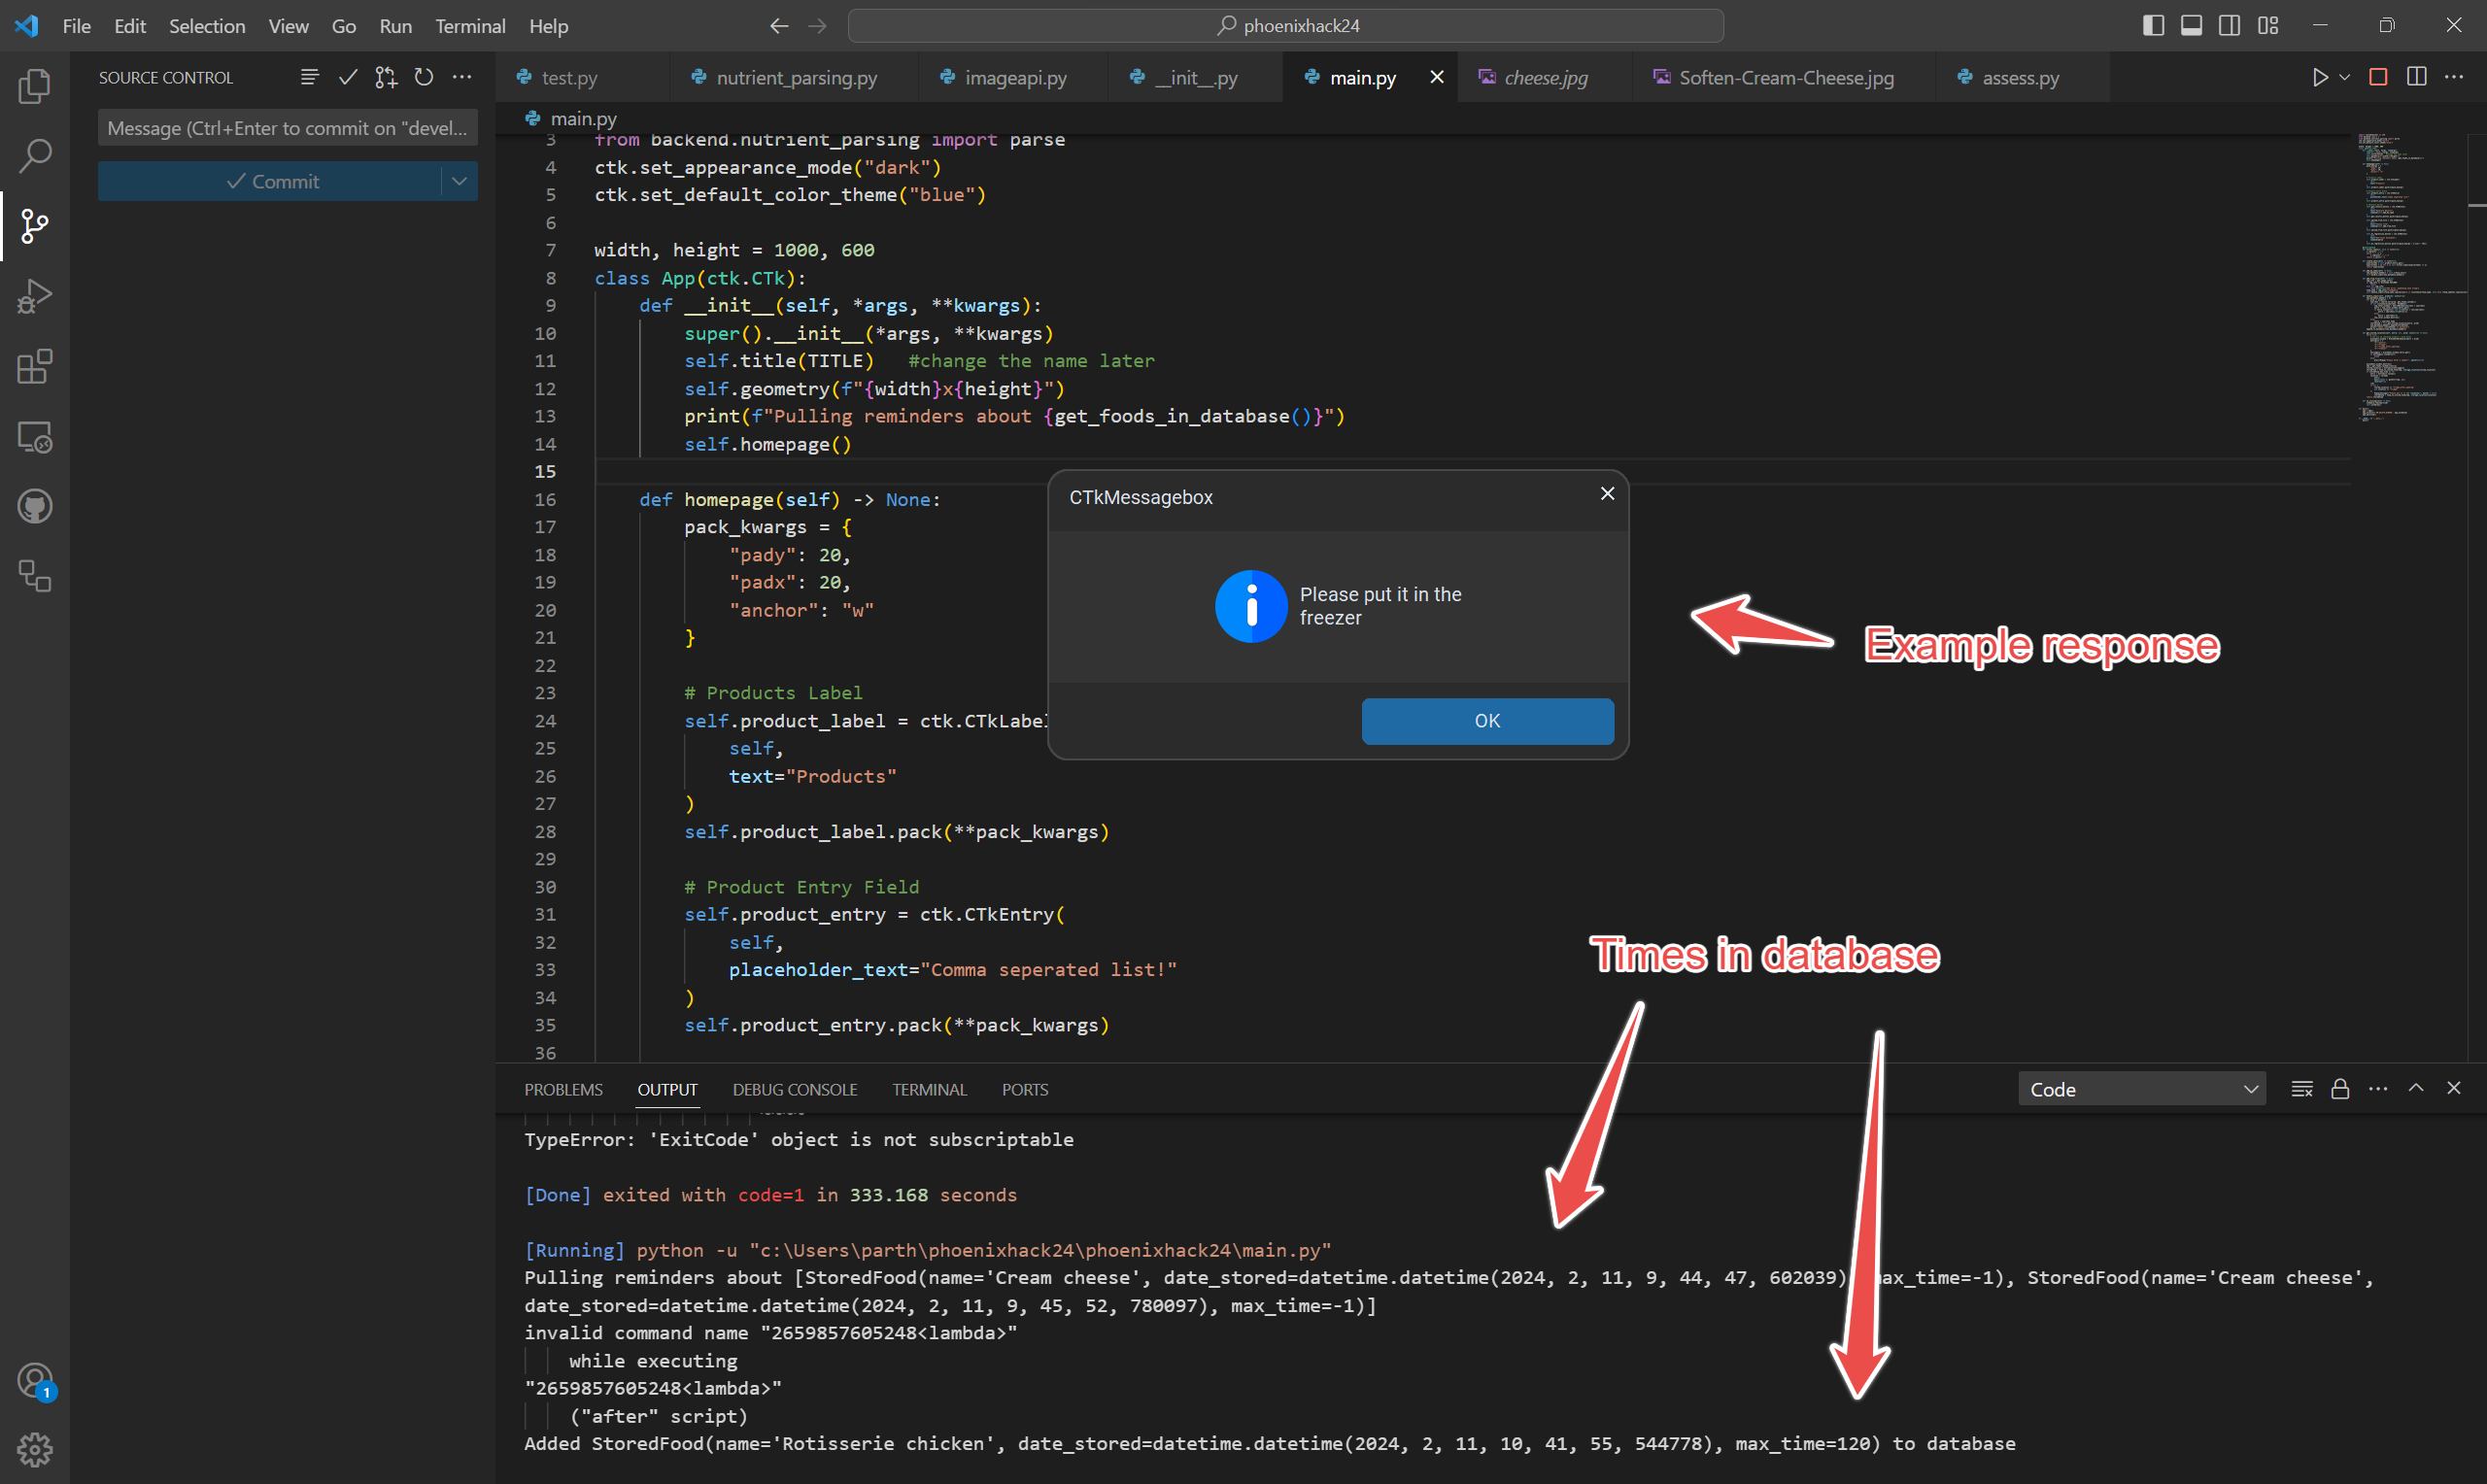 File Edit Selection View Go Run Terminal Help
phoenixhack24
SOURCE CONTROL
Message (Ctrl+Enter to commit on "devel...
Commit
test.py nutrient_parsing.py imageapi.py __init__.py main.py cheese.jpg Soften-Cream-Cheese.jpg assess.py
main.py
3 from backend.nutrient_parsing import parse
4 ctk.set_appearance_mode("dark")
5 ctk.set_default_color_theme("blue")
6
7 width, height = 1000, 600
8 class App(ctk.CTk):
9 def __init__(self, *args, **kwargs):
10 super().__init__(*args, **kwargs)
11 self.title(TITLE) #change the name later
12 self.geometry(f"{width}x{height}")
13 print(f"Pulling reminders about {get_foods_in_database()}")
14 self.homepage()
15
16 def homepage(self) -> None:
17 pack_kwargs = {
18 "pady": 20,
19 "padx": 20,
20 "anchor": "w"
21 }
22
23 # Products Label
24 self.product_label = ctk.CTkLabel
25 self,
26 text="Products"
27 )
28 self.product_label.pack(**pack_kwargs)
29
30 # Product Entry Field
31 self.product_entry = ctk.CTkEntry(
32 self,
33 placeholder_text="Comma seperated list!"
34 )
35 self.product_entry.pack(**pack_kwargs)
36
CTkMessagebox
Please put it in the
freezer
OK
Example response
Times in database
PROBLEMS OUTPUT DEBUG CONSOLE TERMINAL PORTS
Code
TypeError: 'ExitCode' object is not subscriptable
[Done] exited with code=1 in 333.168 seconds
[Running] python -u "c:\Users\parth\phoenixhack24\phoenixhack24\main.py"
Pulling reminders about [StoredFood(name='Cream cheese', date_stored=datetime.datetime(2024, 2, 11, 9, 44, 47, 602039) ax_time=-1), StoredFood(name='Cream cheese',
date_stored=datetime.datetime(2024, 2, 11, 9, 45, 52, 780097), max_time=-1)]
invalid command name "2659857605248<lambda>"
while executing
"2659857605248<lambda>"
("after" script)
Added StoredFood(name='Rotisserie chicken', date_stored=datetime.datetime(2024, 2, 11, 10, 41, 55, 544778), max_time=120) to database
1